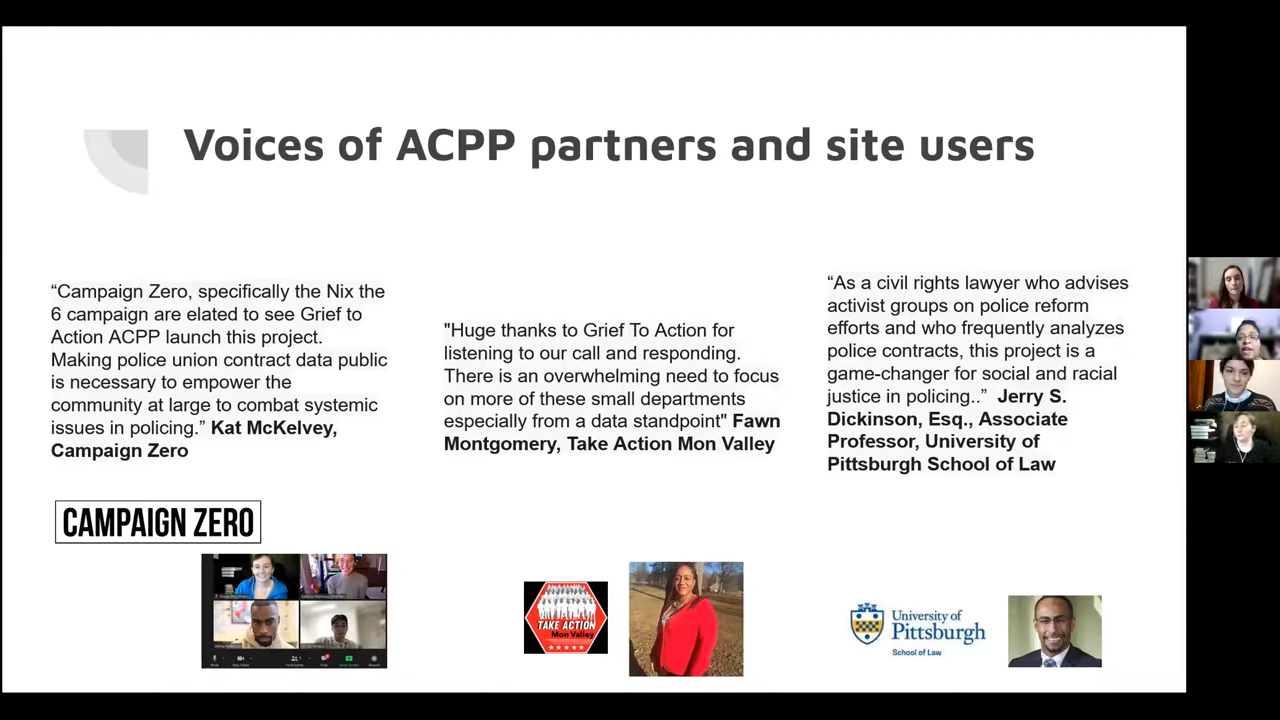 Voices of ACPP partners and site users
“Campaign Zero, specifically the Nix the
6 campaign are elated to see Grief to
Action ACPP launch this project.
Making police union contract data public
is necessary to empower the
community at large to combat systemic
issues in policing.” Kat McKelvey,
Campaign Zero
CAMPAIGN ZERO
"Huge thanks to Grief To Action for
listening to our call and responding.
There is an overwhelming need to focus
on more of these small departments
especially from a data standpoint" Fawn
Montgomery, Take Action Mon Valley
TAKE ACTION
Mon Valley
“As a civil rights lawyer who advises
activist groups on police reform
efforts and who frequently analyzes
police contracts, this project is a
game-changer for social and racial
justice in policing..” Jerry S.
Dickinson, Esq., Associate
Professor, University of
Pittsburgh School of Law
University of
Pittsburgh
School of Law